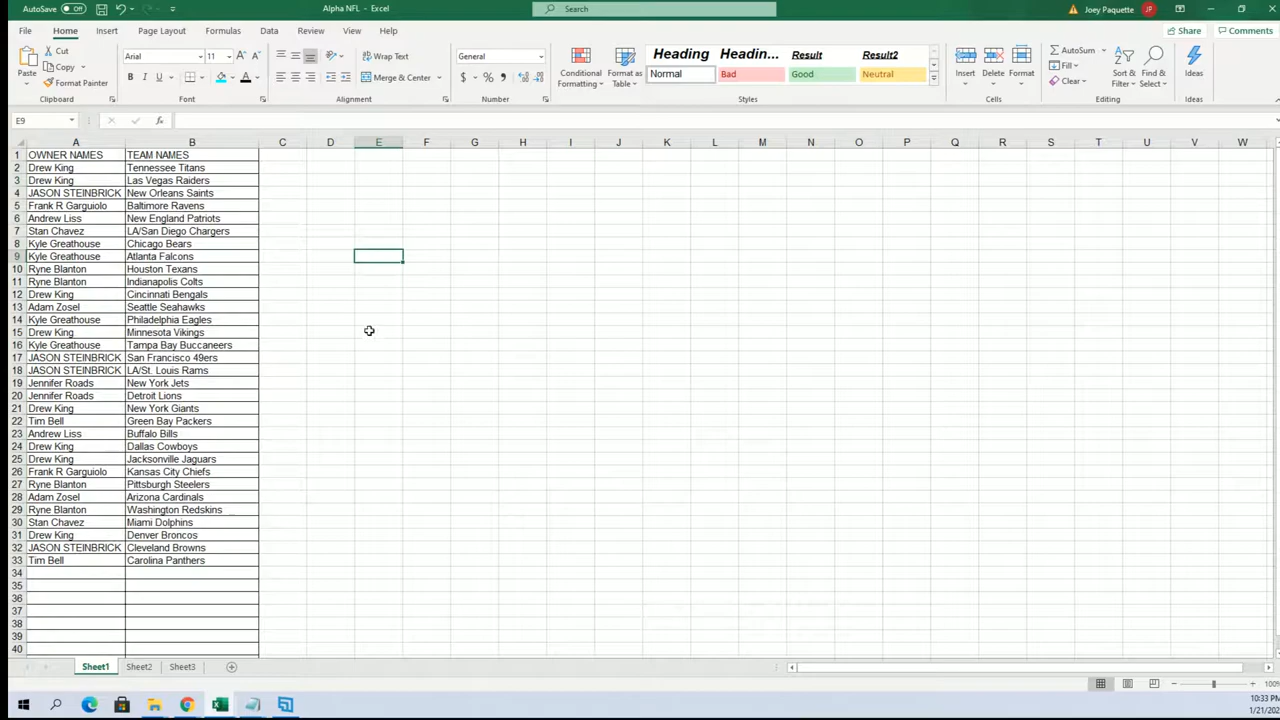 AutoSave Off Alpha NFL - Excel Search Joey Paquette JP
File Home Insert Page Layout Formulas Data Review View Help Share Comments
Paste Cut Copy Format Painter Clipboard
Arial 11 B I U A A A Font
Wrap Text Merge & Center Alignment
General $ % Number
Conditional Formatting Format as Table Heading Headin... Result Result2 Normal Bad Good Neutral Styles
Insert Delete Format Cells
AutoSum Fill Clear Sort & Filter Find & Select Editing
Ideas Ideas
E9 fx
A B C D E F G H I J K L M N O P Q R S T U V W
1 OWNER NAMES TEAM NAMES
2 Drew King Tennessee Titans
3 Drew King Las Vegas Raiders
4 JASON STEINBRICK New Orleans Saints
5 Frank R Garguiolo Baltimore Ravens
6 Andrew Liss New England Patriots
7 Stan Chavez LA/San Diego Chargers
8 Kyle Greathouse Chicago Bears
9 Kyle Greathouse Atlanta Falcons
10 Ryne Blanton Houston Texans
11 Ryne Blanton Indianapolis Colts
12 Drew King Cincinnati Bengals
13 Adam Zosel Seattle Seahawks
14 Kyle Greathouse Philadelphia Eagles
15 Drew King Minnesota Vikings
16 Kyle Greathouse Tampa Bay Buccaneers
17 JASON STEINBRICK San Francisco 49ers
18 JASON STEINBRICK LA/St. Louis Rams
19 Jennifer Roads New York Jets
20 Jennifer Roads Detroit Lions
21 Drew King New York Giants
22 Tim Bell Green Bay Packers
23 Andrew Liss Buffalo Bills
24 Drew King Dallas Cowboys
25 Drew King Jacksonville Jaguars
26 Frank R Garguiolo Kansas City Chiefs
27 Ryne Blanton Pittsburgh Steelers
28 Adam Zosel Arizona Cardinals
29 Ryne Blanton Washington Redskins
30 Stan Chavez Miami Dolphins
31 Drew King Denver Broncos
32 JASON STEINBRICK Cleveland Browns
33 Tim Bell Carolina Panthers
34
35
36
37
38
39
40
Sheet1 Sheet2 Sheet3
100%
10:33 PM
1/21/202